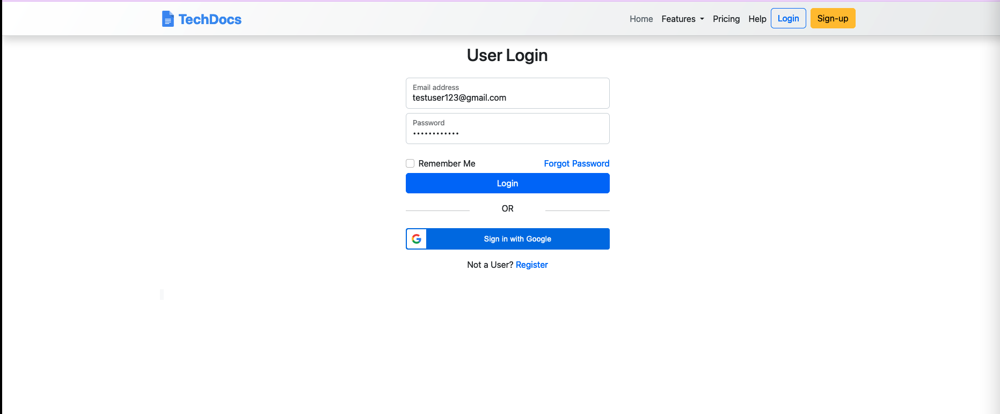 TechDocs
Home Features Pricing Help Login Sign-up
User Login
Email address
testuser123@gmail.com
Password
••••••••••••
Remember Me Forgot Password
Login
OR
Sign in with Google
Not a User? Register